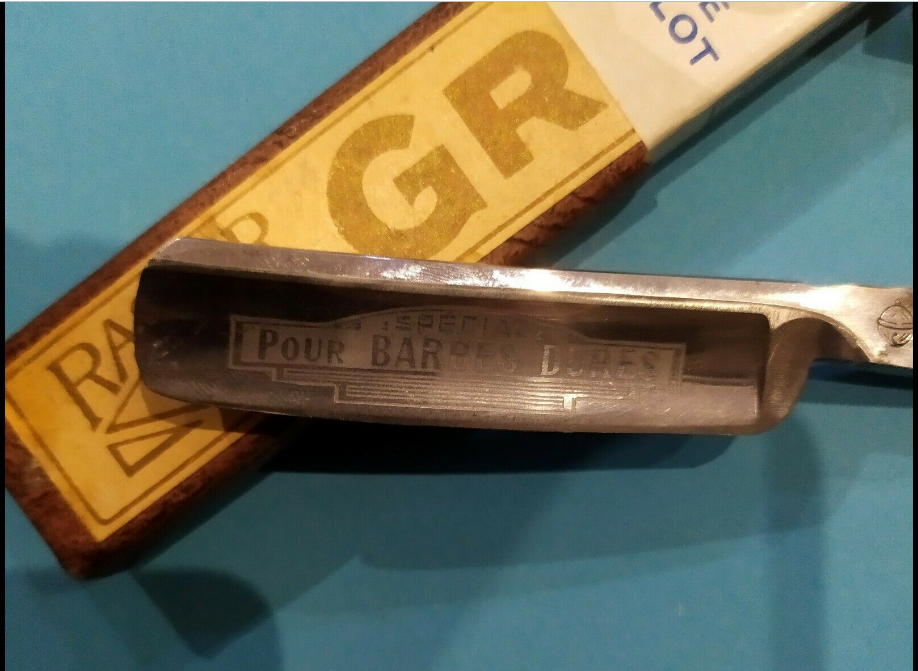 E
LOT
GR
SPECIAL
POUR BARBES DURES